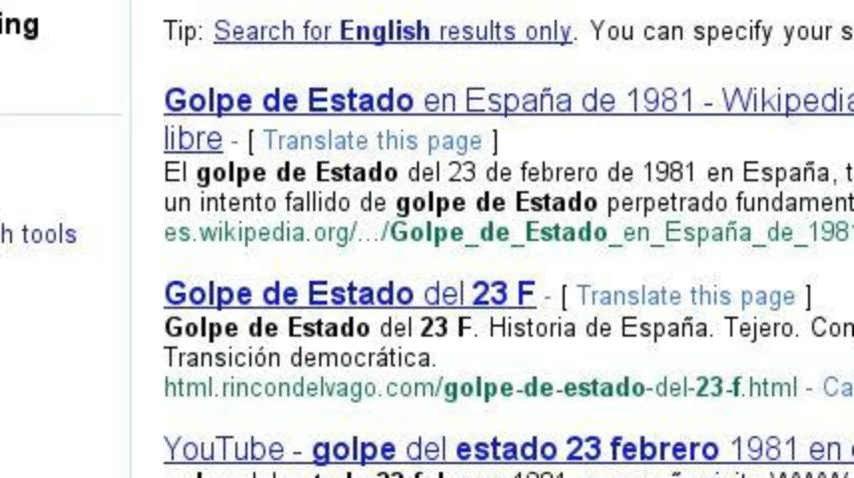 ing
Tip: Search for English results only. You can specify your s
Golpe de Estado en España de 1981 - Wikipedia
libre - [ Translate this page ]
El golpe de Estado del 23 de febrero de 1981 en España, t
un intento fallido de golpe de Estado perpetrado fundament
h tools
es.wikipedia.org/.../Golpe_de_Estado_en_España_de_198
Golpe de Estado del 23 F - [ Translate this page ]
Golpe de Estado del 23 F. Historia de España. Tejero. Con
Transición democrática.
html.rincondelvago.com/golpe-de-estado-del-23-f.html - Ca
YouTube - golpe del estado 23 febrero 1981 en